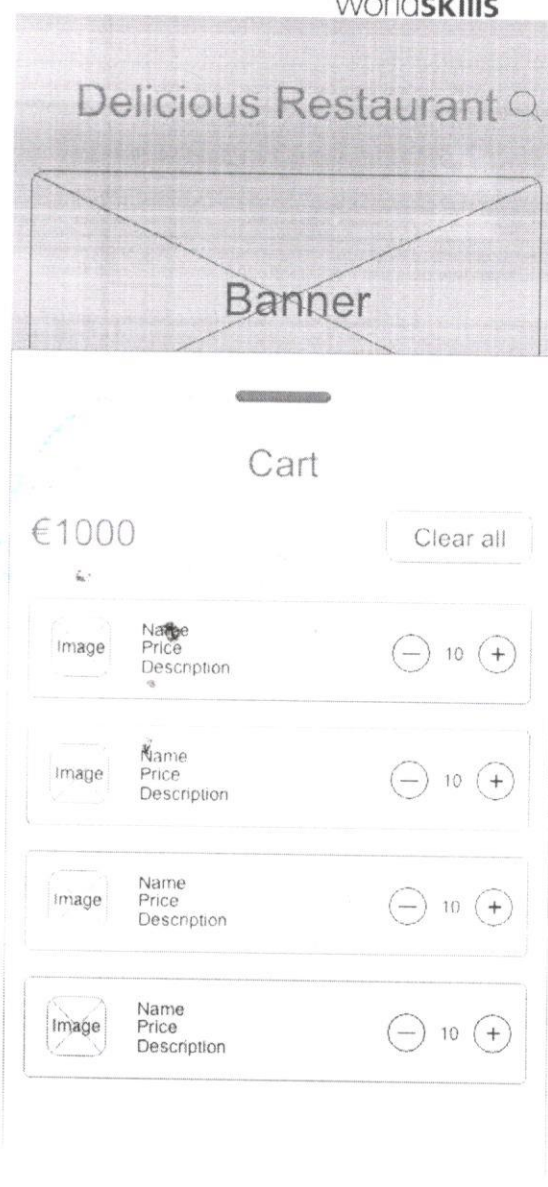 worldskills
Delicious Restaurant
Banner
Cart
€1000
Clear all
Image
Name
Price
Description
10
Image
Name
Price
Description
10
Image
Name
Price
Description
10
Image
Name
Price
Description
10